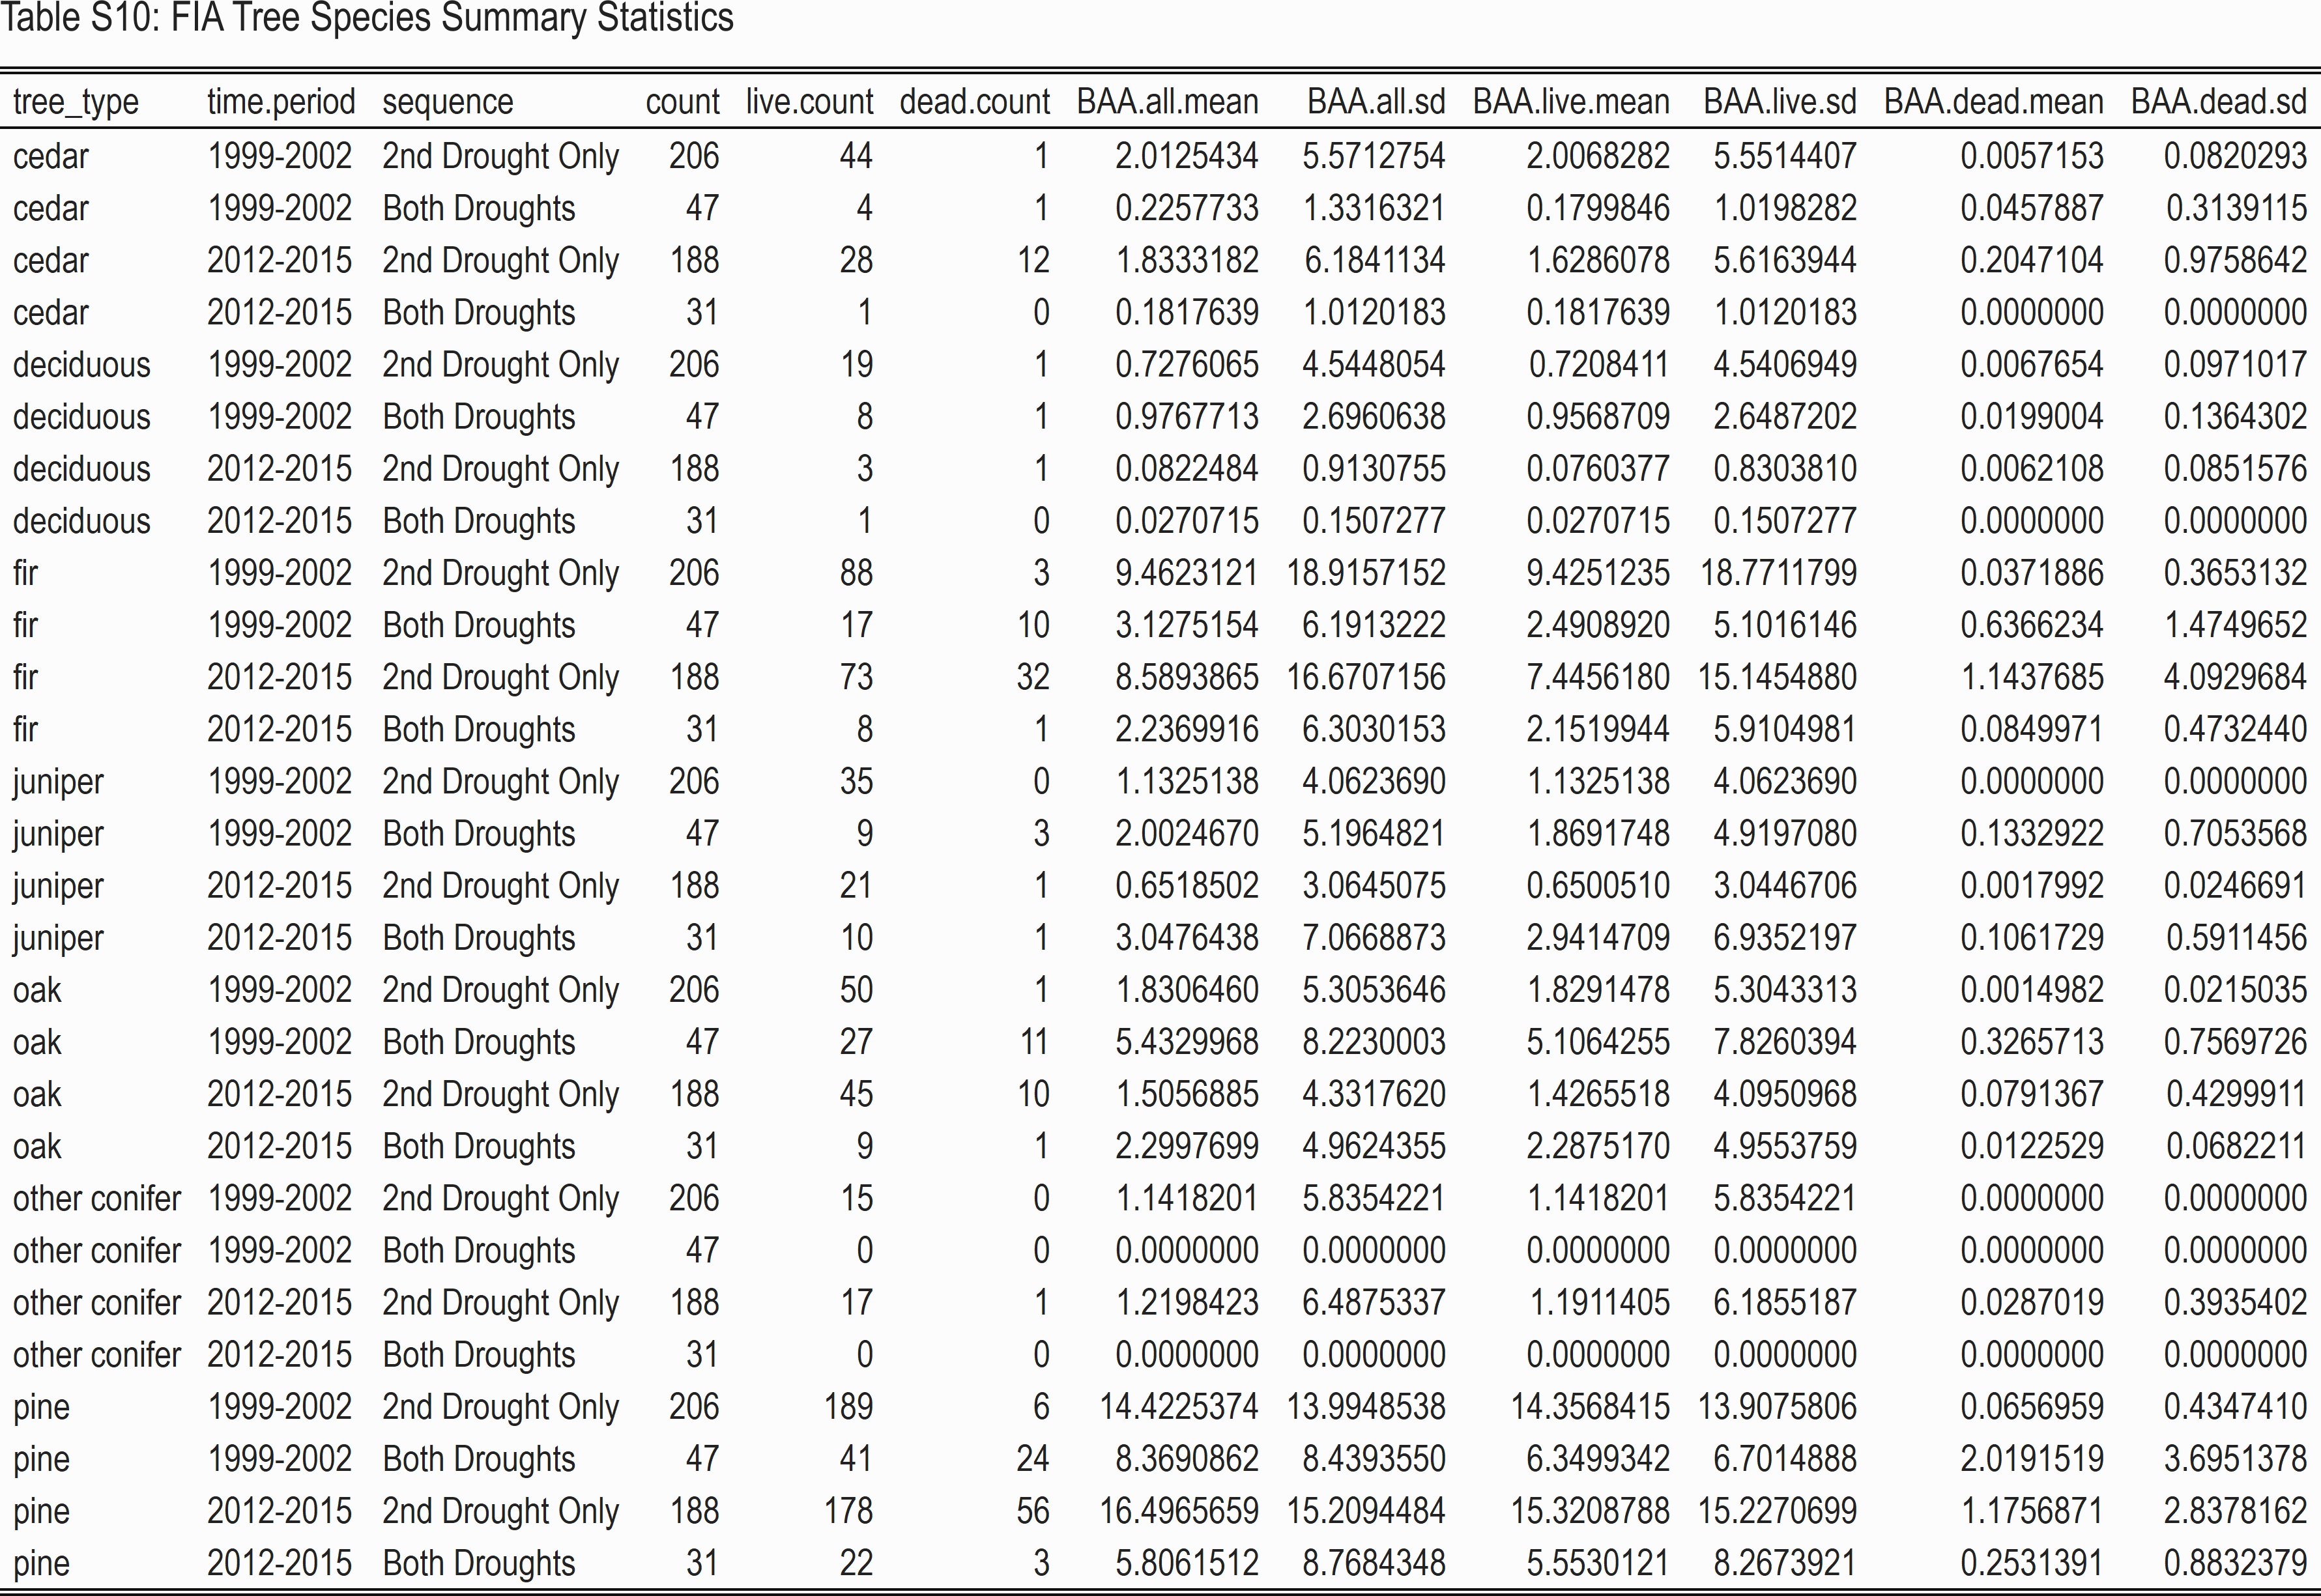 Table S10: FIA Tree Species Summary Statistics
tree_type time.period sequence count live.count dead.count BAA.all.mean BAA.all.sd BAA.live.mean BAA.live.sd BAA.dead.mean BAA.dead.sd
cedar 1999-2002 2nd Drought Only 206 44 1 2.0125434 5.5712754 2.0068282 5.5514407 0.0057153 0.0820293
cedar 1999-2002 Both Droughts 47 4 1 0.2257733 1.3316321 0.1799846 1.0198282 0.0457887 0.3139115
cedar 2012-2015 2nd Drought Only 188 28 12 1.8333182 6.1841134 1.6286078 5.6163944 0.2047104 0.9758642
cedar 2012-2015 Both Droughts 31 1 0 0.1817639 1.0120183 0.1817639 1.0120183 0.0000000 0.0000000
deciduous 1999-2002 2nd Drought Only 206 19 1 0.7276065 4.5448054 0.7208411 4.5406949 0.0067654 0.0971017
deciduous 1999-2002 Both Droughts 47 8 1 0.9767713 2.6960638 0.9568709 2.6487202 0.0199004 0.1364302
deciduous 2012-2015 2nd Drought Only 188 3 1 0.0822484 0.9130755 0.0760377 0.8303810 0.0062108 0.0851576
deciduous 2012-2015 Both Droughts 31 1 0 0.0270715 0.1507277 0.0270715 0.1507277 0.0000000 0.0000000
fir 1999-2002 2nd Drought Only 206 88 3 9.4623121 18.9157152 9.4251235 18.7711799 0.0371886 0.3653132
fir 1999-2002 Both Droughts 47 17 10 3.1275154 6.1913222 2.4908920 5.1016146 0.6366234 1.4749652
fir 2012-2015 2nd Drought Only 188 73 32 8.5893865 16.6707156 7.4456180 15.1454880 1.1437685 4.0929684
fir 2012-2015 Both Droughts 31 8 1 2.2369916 6.3030153 2.1519944 5.9104981 0.0849971 0.4732440
juniper 1999-2002 2nd Drought Only 206 35 0 1.1325138 4.0623690 1.1325138 4.0623690 0.0000000 0.0000000
juniper 1999-2002 Both Droughts 47 9 3 2.0024670 5.1964821 1.8691748 4.9197080 0.1332922 0.7053568
juniper 2012-2015 2nd Drought Only 188 21 1 0.6518502 3.0645075 0.6500510 3.0446706 0.0017992 0.0246691
juniper 2012-2015 Both Droughts 31 10 1 3.0476438 7.0668873 2.9414709 6.9352197 0.1061729 0.5911456
oak 1999-2002 2nd Drought Only 206 50 1 1.8306460 5.3053646 1.8291478 5.3043313 0.0014982 0.0215035
oak 1999-2002 Both Droughts 47 27 11 5.4329968 8.2230003 5.1064255 7.8260394 0.3265713 0.7569726
oak 2012-2015 2nd Drought Only 188 45 10 1.5056885 4.3317620 1.4265518 4.0950968 0.0791367 0.4299911
oak 2012-2015 Both Droughts 31 9 1 2.2997699 4.9624355 2.2875170 4.9553759 0.0122529 0.0682211
other conifer 1999-2002 2nd Drought Only 206 15 0 1.1418201 5.8354221 1.1418201 5.8354221 0.0000000 0.0000000
other conifer 1999-2002 Both Droughts 47 0 0 0.0000000 0.0000000 0.0000000 0.0000000 0.0000000 0.0000000
other conifer 2012-2015 2nd Drought Only 188 17 1 1.2198423 6.4875337 1.1911405 6.1855187 0.0287019 0.3935402
other conifer 2012-2015 Both Droughts 31 0 0 0.0000000 0.0000000 0.0000000 0.0000000 0.0000000 0.0000000
pine 1999-2002 2nd Drought Only 206 189 6 14.4225374 13.9948538 14.3568415 13.9075806 0.0656959 0.4347410
pine 1999-2002 Both Droughts 47 41 24 8.3690862 8.4393550 6.3499342 6.7014888 2.0191519 3.6951378
pine 2012-2015 2nd Drought Only 188 178 56 16.4965659 15.2094484 15.3208788 15.2270699 1.1756871 2.8378162
pine 2012-2015 Both Droughts 31 22 3 5.8061512 8.7684348 5.5530121 8.2673921 0.2531391 0.8832379